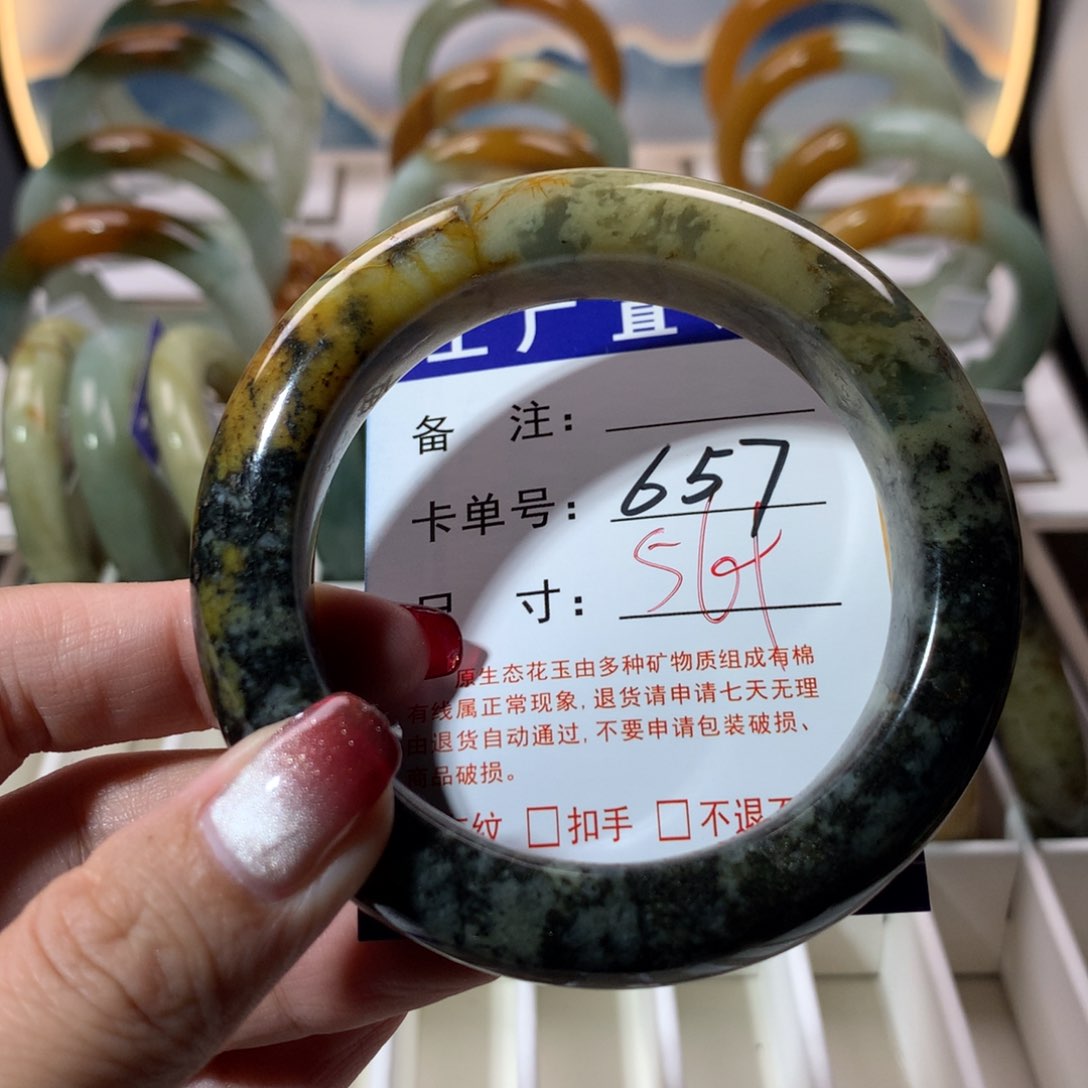 工厂直
备 注：
卡单号： 657
尺 寸： 56
原生态花玉由多种矿物质组成有棉
有线属正常现象，退货请申请七天无理
由退货自动通过，不要申请包装破损、
商品破损。
纹 □扣手 □不退